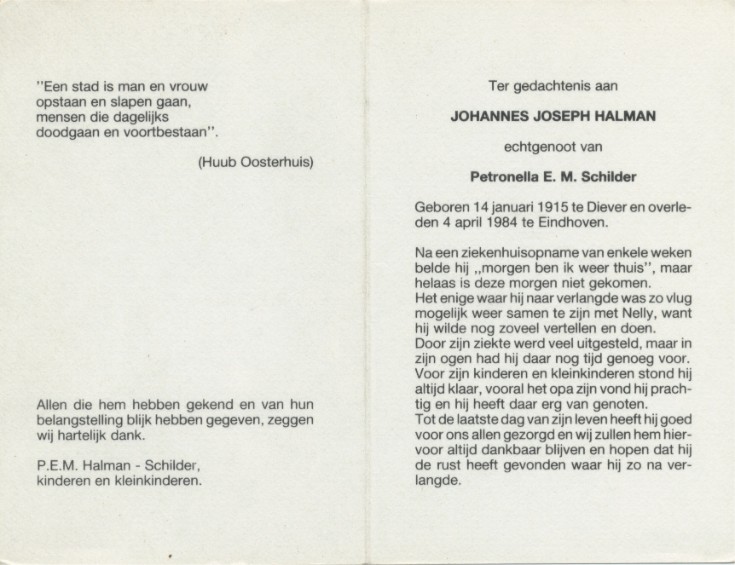 "Een stad is man en vrouw
opstaan en slapen gaan,
mensen die dagelijks
doodgaan en voortbestaan".
(Huub Oosterhuis)
Allen die hem hebben gekend en van hun
belangstelling blijk hebben gegeven, zeggen
wij hartelijk dank.
P.E.M. Halman - Schilder,
kinderen en kleinkinderen.
Ter gedachtenis aan
JOHANNES JOSEPH HALMAN
echtgenoot van
Petronella E. M. Schilder
Geboren 14 januari 1915 te Diever en overle-
den 4 april 1984 te Eindhoven.
Na een ziekenhuisopname van enkele weken
belde hij „morgen ben ik weer thuis", maar
helaas is deze morgen niet gekomen.
Het enige waar hij naar verlangde was zo vlug
mogelijk weer samen te zijn met Nelly, want
hij wilde nog zoveel vertellen en doen.
Door zijn ziekte werd veel uitgesteld, maar in
zijn ogen had hij daar nog tijd genoeg voor.
Voor zijn kinderen en kleinkinderen stond hij
altijd klaar, vooral het opa zijn vond hij prach-
tig en hij heeft daar erg van genoten.
Tot de laatste dag van zijn leven heeft hij goed
voor ons allen gezorgd en wij zullen hem hier-
voor altijd dankbaar blijven en hopen dat hij
de rust heeft gevonden waar hij zo na ver-
langde.